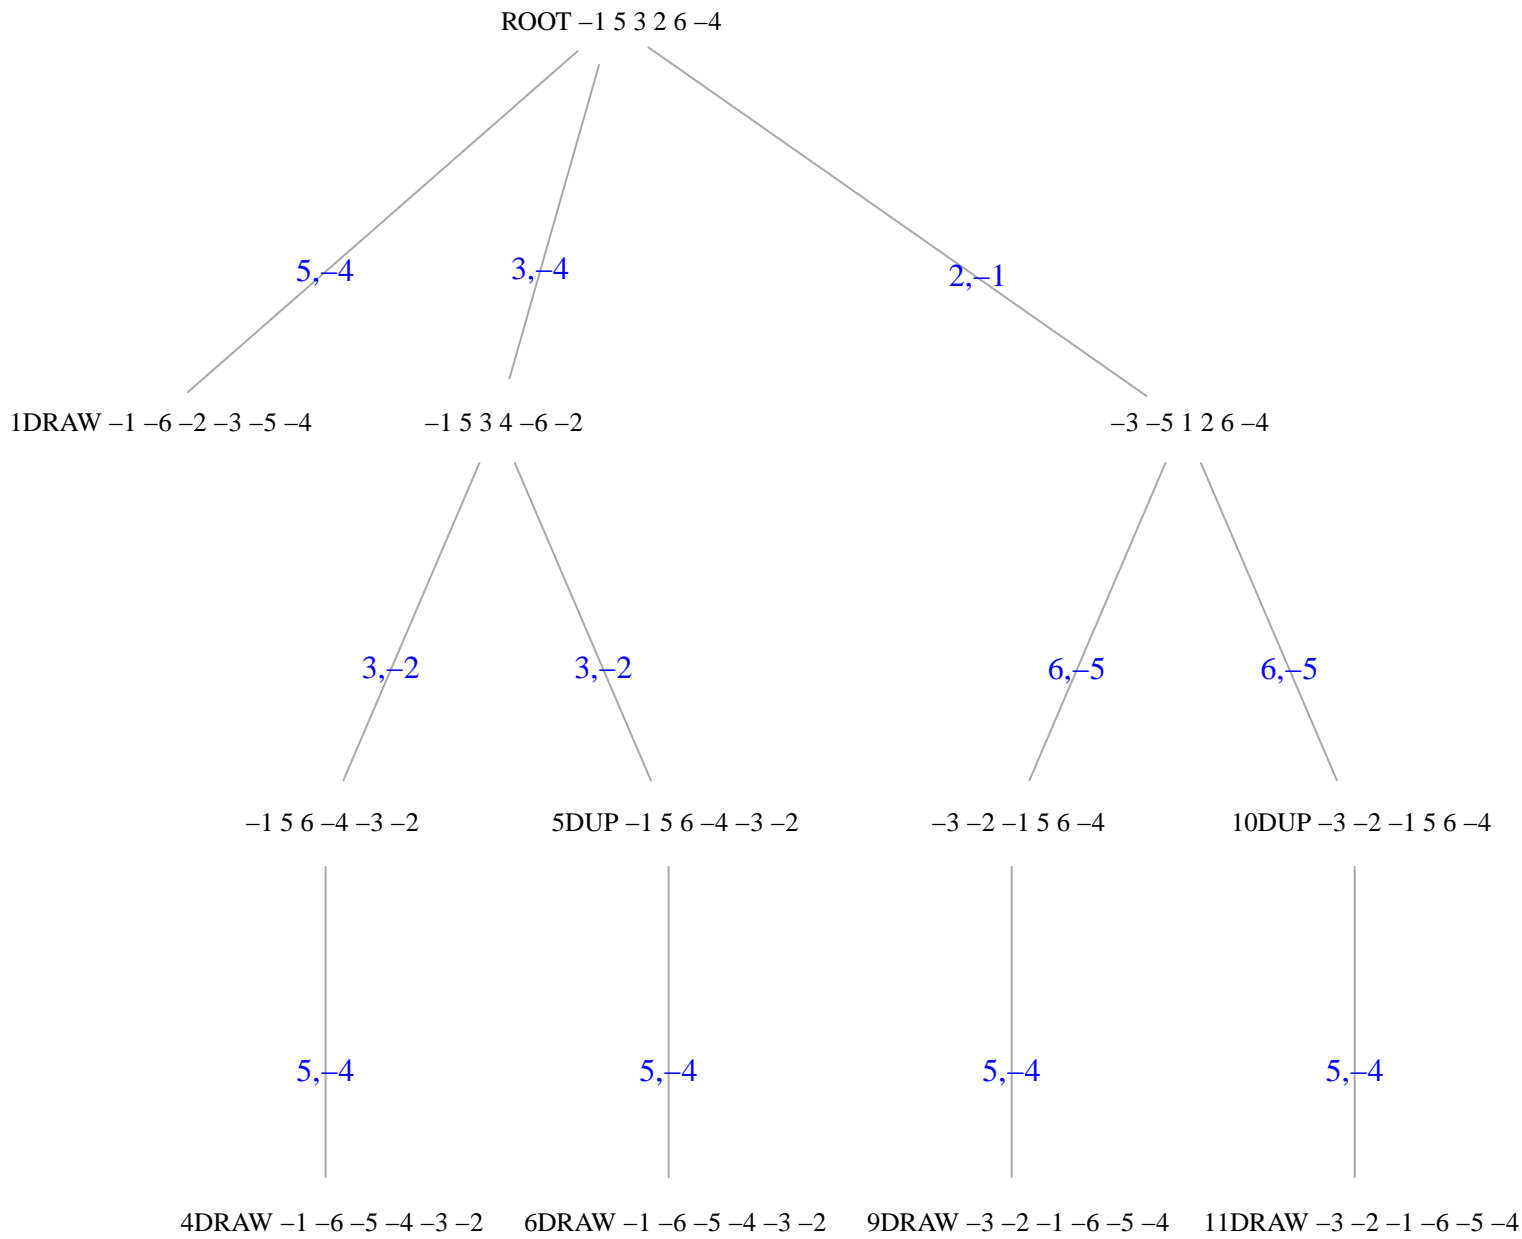 ROOT –1 5 3 2 6 –4
5,–4
3,–4
2,–1
1DRAW –1 –6 –2 –3 –5 –4
–1 5 3 4 –6 –2
–3 –5 1 2 6 –4
3,–2
3,–2
6,–5
6,–5
–1 5 6 –4 –3 –2
5DUP –1 5 6 –4 –3 –2
–3 –2 –1 5 6 –4
10DUP –3 –2 –1 5 6 –4
5,–4
5,–4
5,–4
5,–4
4DRAW –1 –6 –5 –4 –3 –2
6DRAW –1 –6 –5 –4 –3 –2
9DRAW –3 –2 –1 –6 –5 –4
11DRAW –3 –2 –1 –6 –5 –4